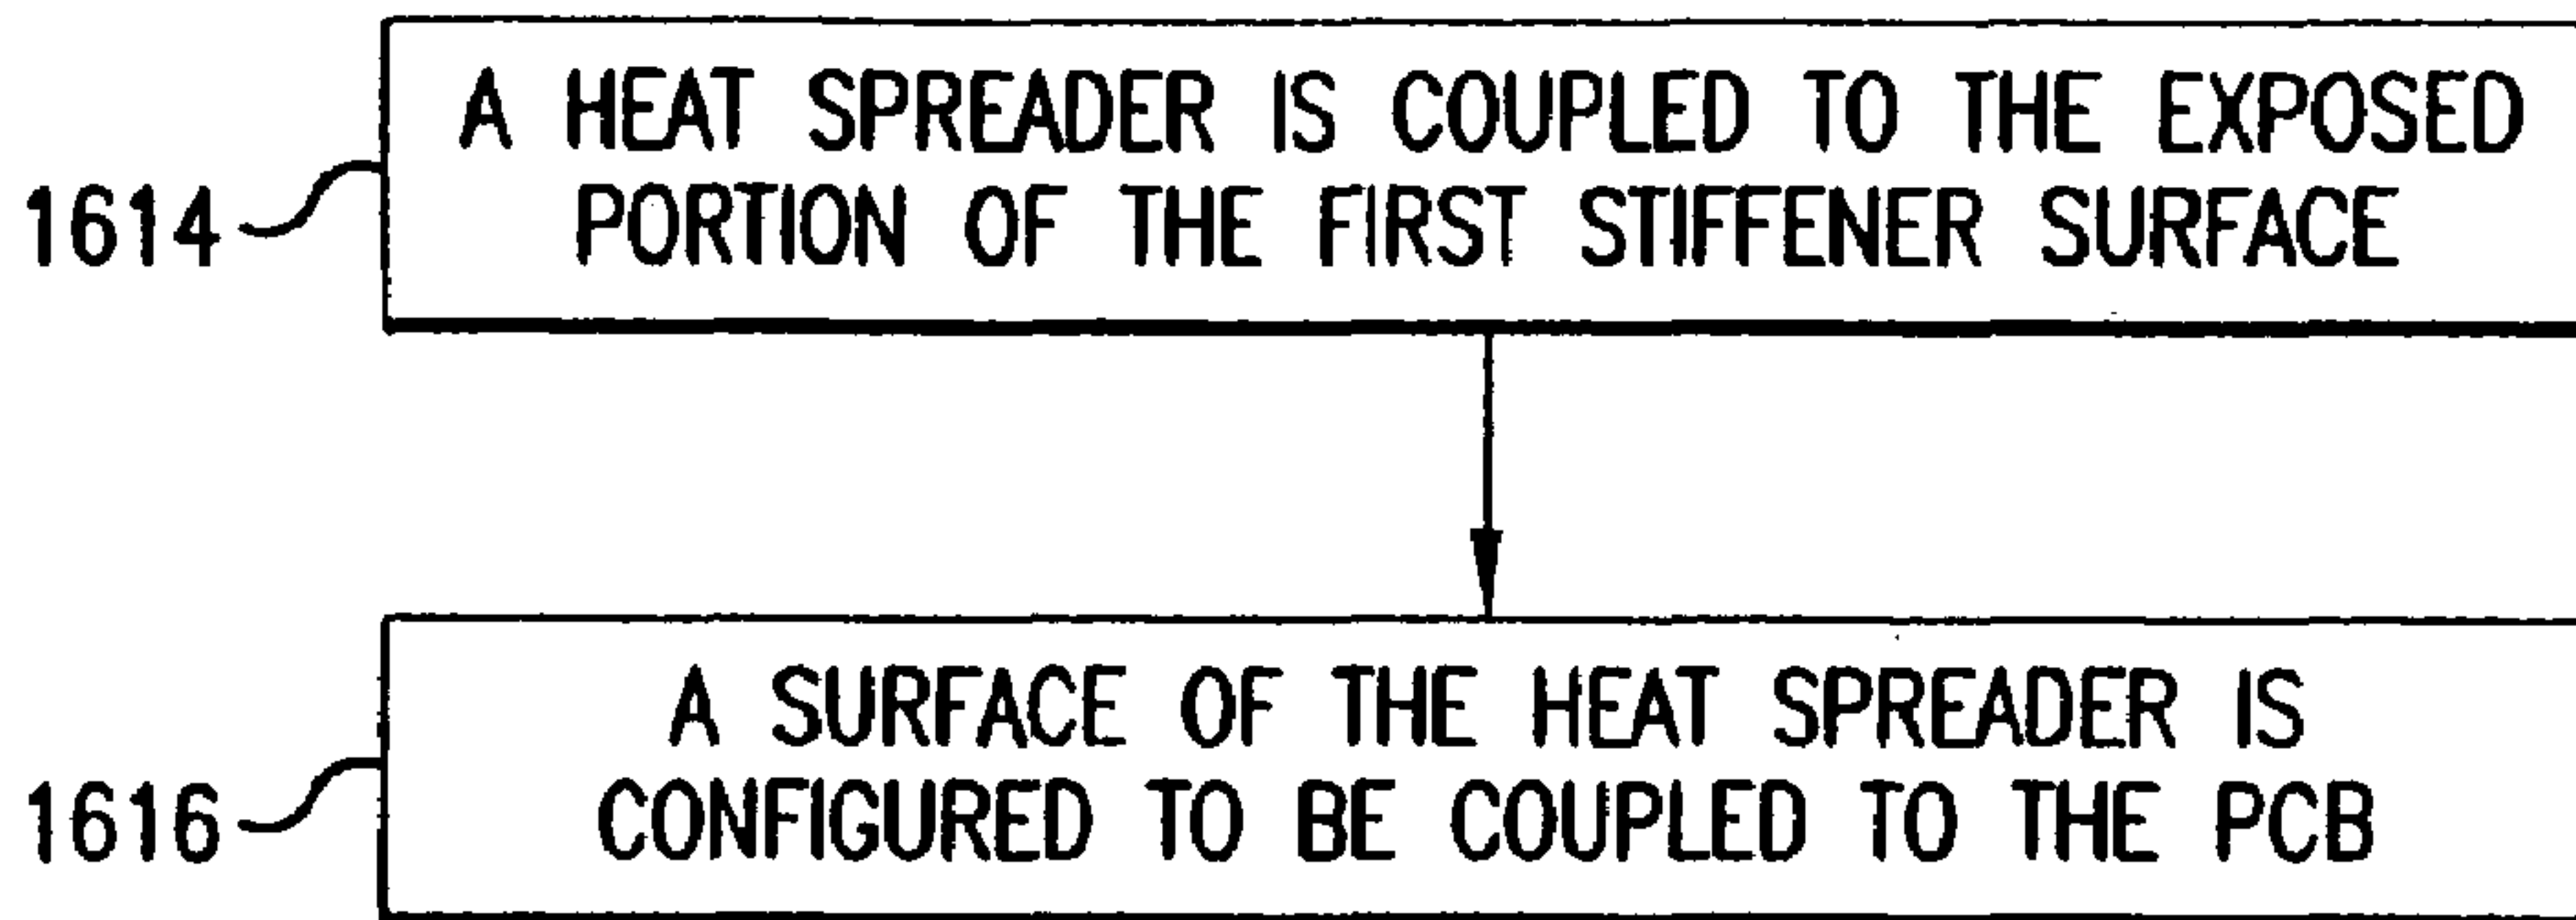 A HEAT SPREADER IS COUPLED TO THE EXPOSED
PORTION OF THE FIRST STIFFENER SURFACE
1614
A SURFACE OF THE HEAT SPREADER IS
CONFIGURED TO BE COUPLED TO THE PCB
1616